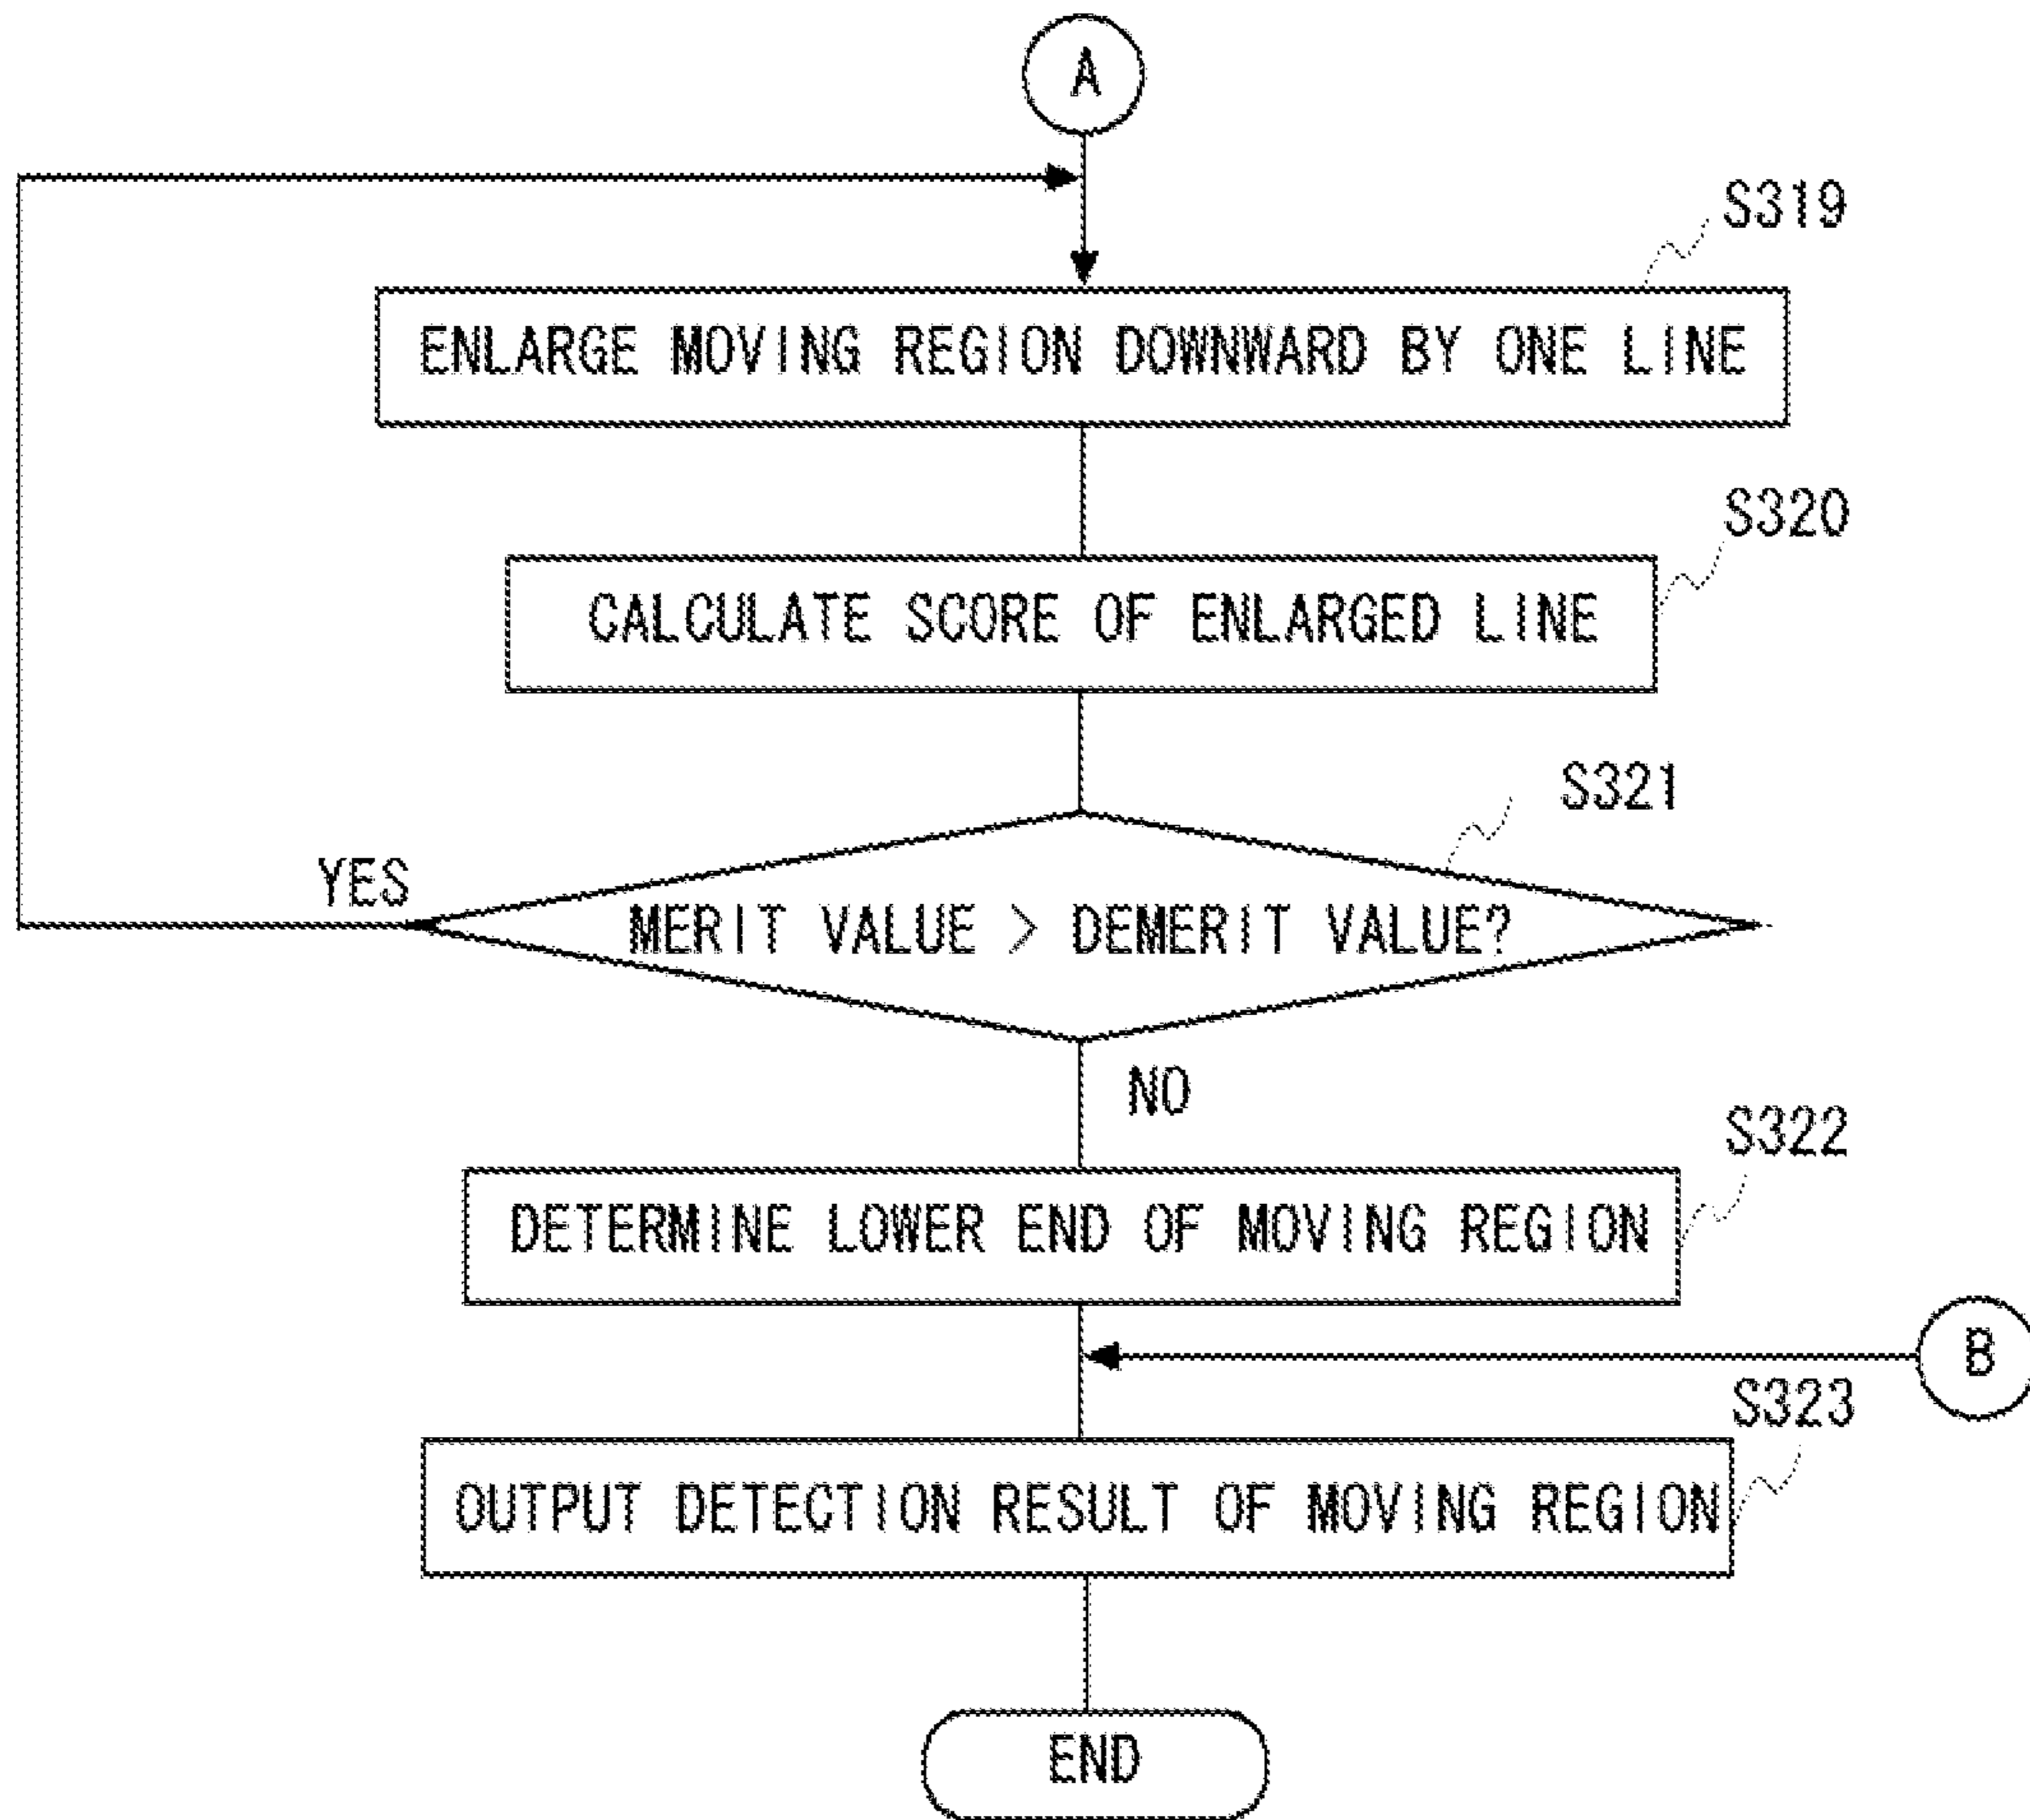 A
S319
ENLARGE MOVING REGION DOWNWARD BY ONE LINE
S320
CALCULATE SCORE OF ENLARGED LINE
S321
YES
MERIT VALUE > DEMERIT VALUE?
NO
S322
DETERMINE LOWER END OF MOVING REGION
B
S323
OUTPUT DETECTION RESULT OF MOVING REGION
END